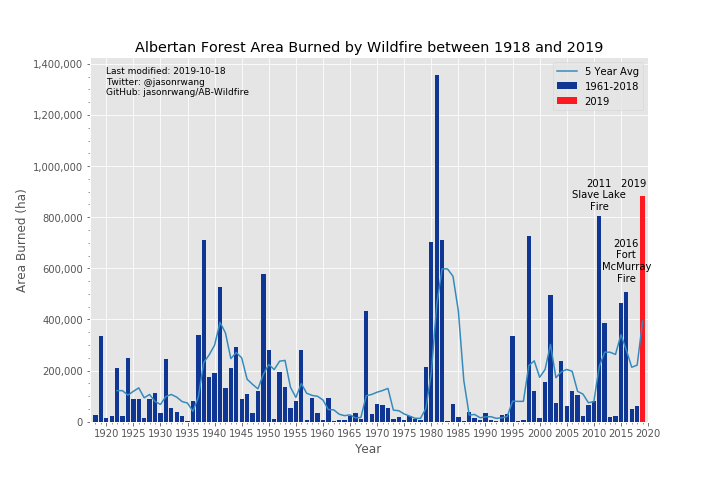 Albertan Forest Area Burned by Wildfire between 1918 and 2019
Last modified: 2019-10-18
Twitter: @jasonrwang
GitHub: jasonrwang/AB-Wildfire
5 Year Avg
1961-2018
2019
1,400,000
1,200,000
1,000,000
800,000
600,000
400,000
200,000
0
Area Burned (ha)
2011
Slave Lake
Fire
2019
2016
Fort
McMurray
Fire
1920 1925 1930 1935 1940 1945 1950 1955 1960 1965 1970 1975 1980 1985 1990 1995 2000 2005 2010 2015 2020
Year